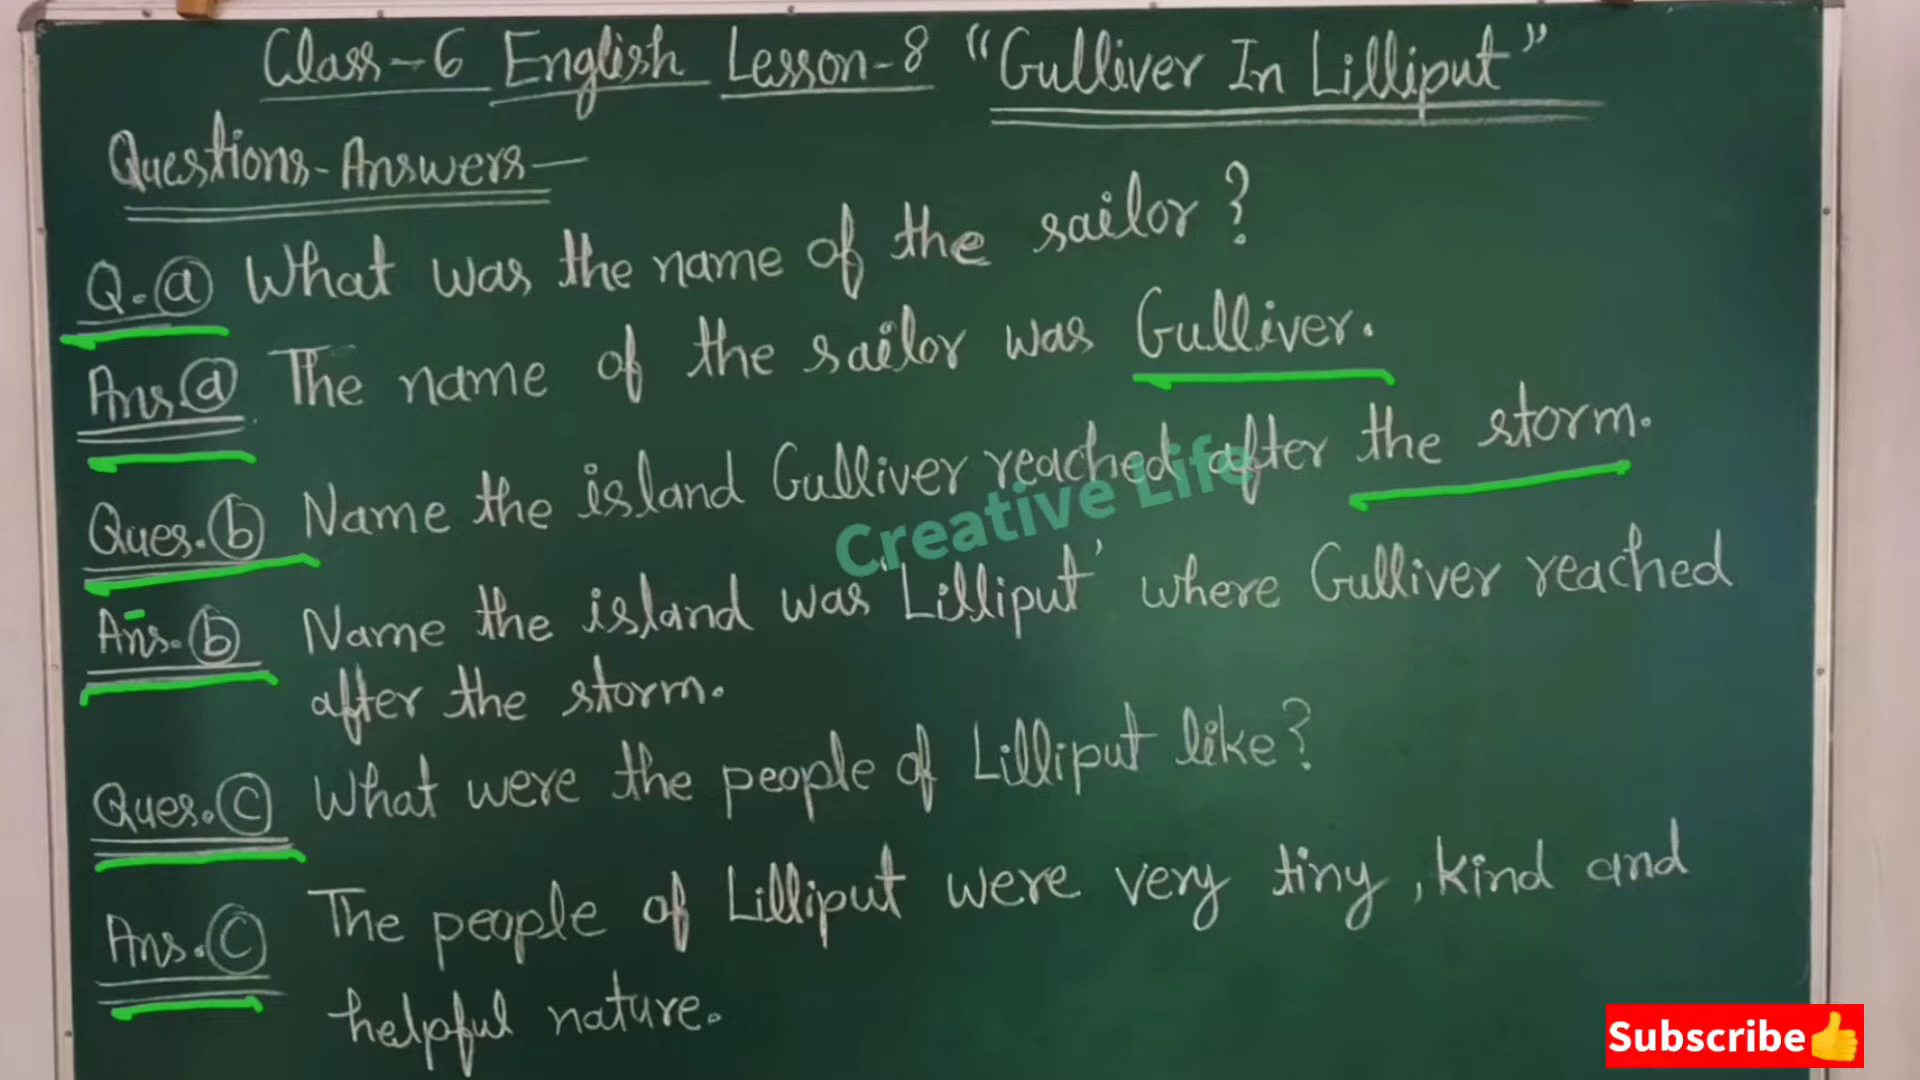 Class-6 English Lesson-8 "Gulliver In Lilliput"
Questions-Answers—
Q.ⓐ What was the name of the sailor?
Ans.ⓐ The name of the sailor was Gulliver.
Ques.ⓑ Name the island Gulliver reached after the storm.
Creative Life
Ans.ⓑ Name the island was 'Lilliput' where Gulliver reached
after the storm.
Ques.ⓒ What were the people of Lilliput like?
Ans.ⓒ The people of Lilliput were very tiny, kind and
helpful nature.
Subscribe